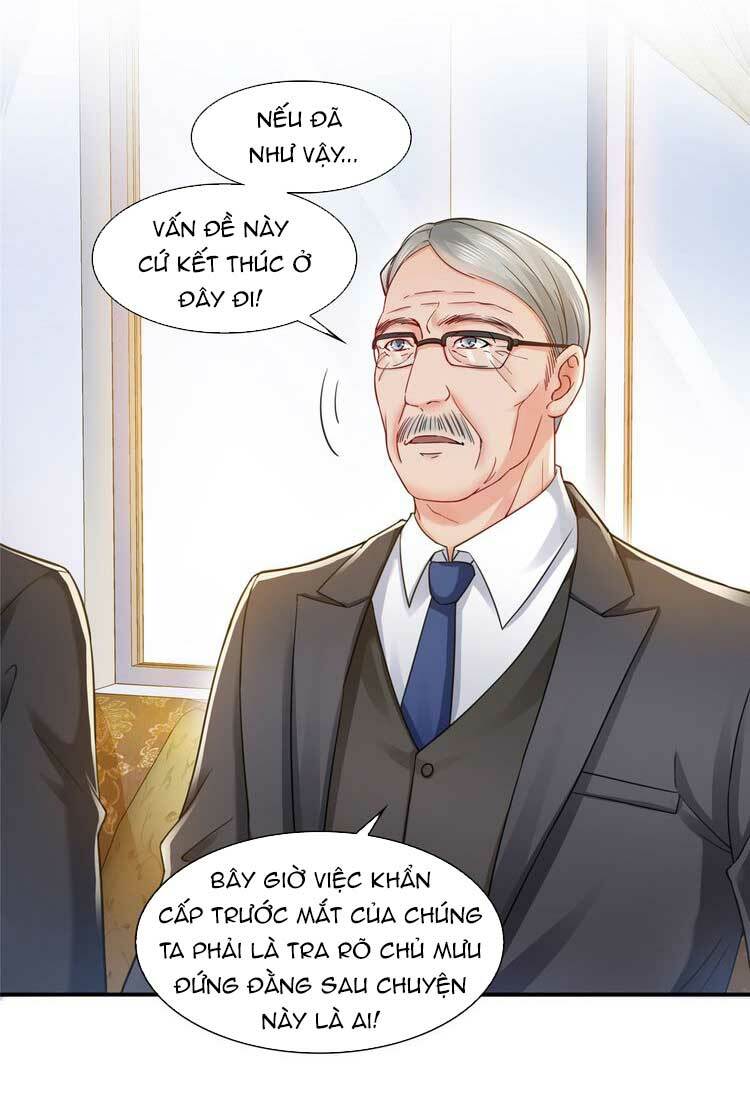 NẾU ĐÃ
NHƯ VẬY...
VẤN ĐỀ NÀY
CỨ KẾT THÚC Ở
ĐÂY ĐI!
BÂY GIỜ VIỆC KHẨN
CẤP TRƯỚC MẮT CỦA CHÚNG
TA PHẢI LÀ TRA RÕ CHỦ MƯU
ĐỨNG ĐẰNG SAU CHUYỆN
NÀY LÀ AI!